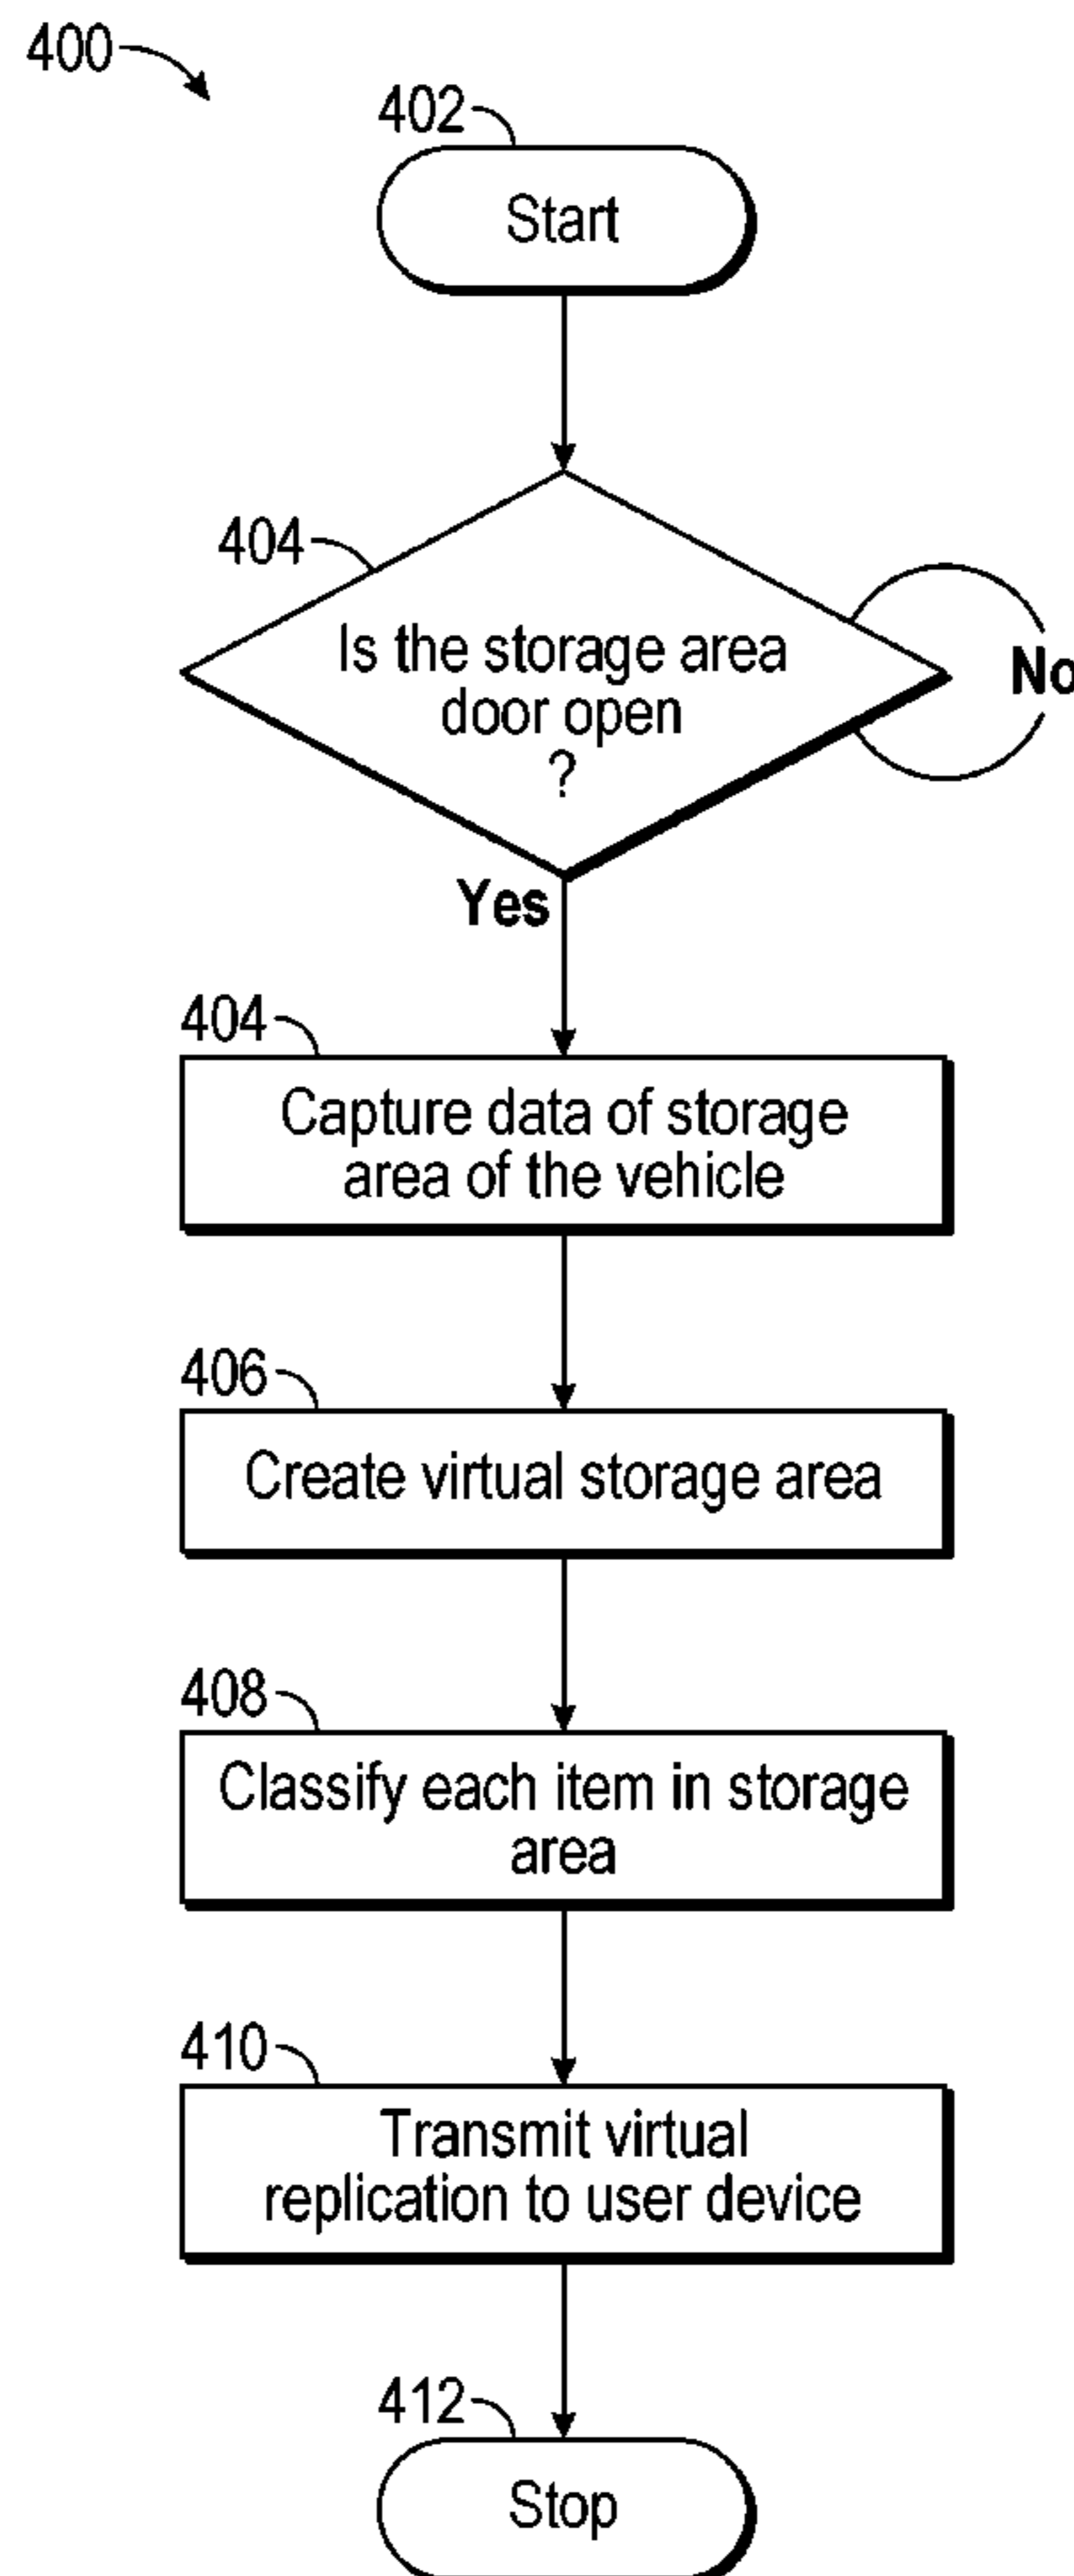 400
402
Start
404
Is the storage area
door open
?
No
Yes
404
Capture data of storage
area of the vehicle
406
Create virtual storage area
408
Classify each item in storage
area
410
Transmit virtual
replication to user device
412
Stop